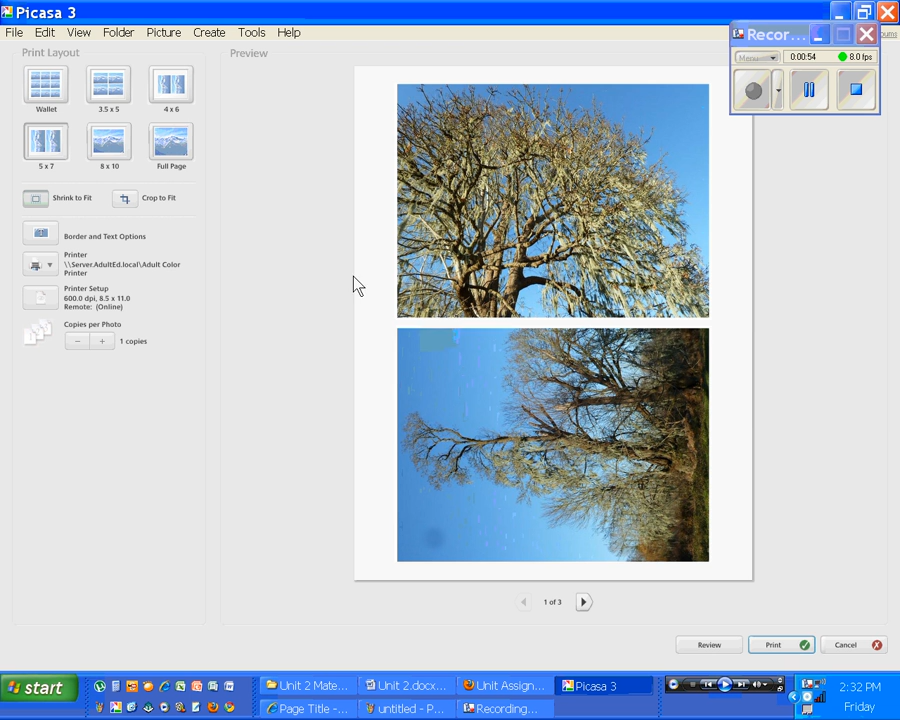 Picasa 3
File Edit View Folder Picture Create Tools Help
Recor...
Menu 0:00:54 8.0 fps
Print Layout
Preview
Wallet 3.5 x 5 4 x 6
5 x 7 8 x 10 Full Page
Shrink to Fit Crop to Fit
Border and Text Options
Printer
\\Server.AdultEd.local\Adult Color
Printer
Printer Setup
600.0 dpi, 8.5 x 11.0
Remote: (Online)
Copies per Photo
1 copies
1 of 3
Review Print Cancel
start
Unit 2 Mate... Unit 2.docx... Unit Assign... Picasa 3
Page Title -... untitled - P... Recording...
2:32 PM
Friday